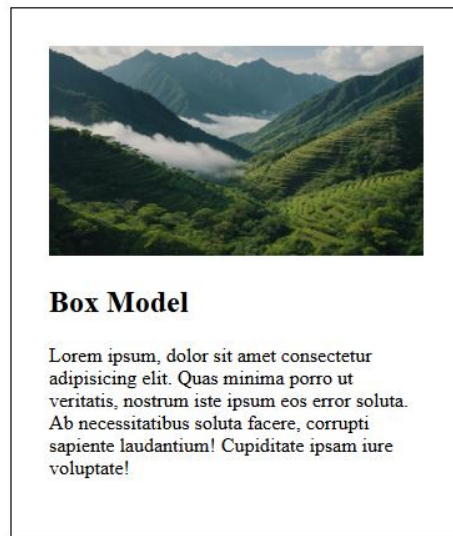 Box Model
Lorem ipsum, dolor sit amet consectetur
adipisicing elit. Quas minima porro ut
veritatis, nostrum iste ipsum eos error soluta.
Ab necessitatibus soluta facere, corrupti
sapiente laudantium! Cupiditate ipsam iure
voluptate!